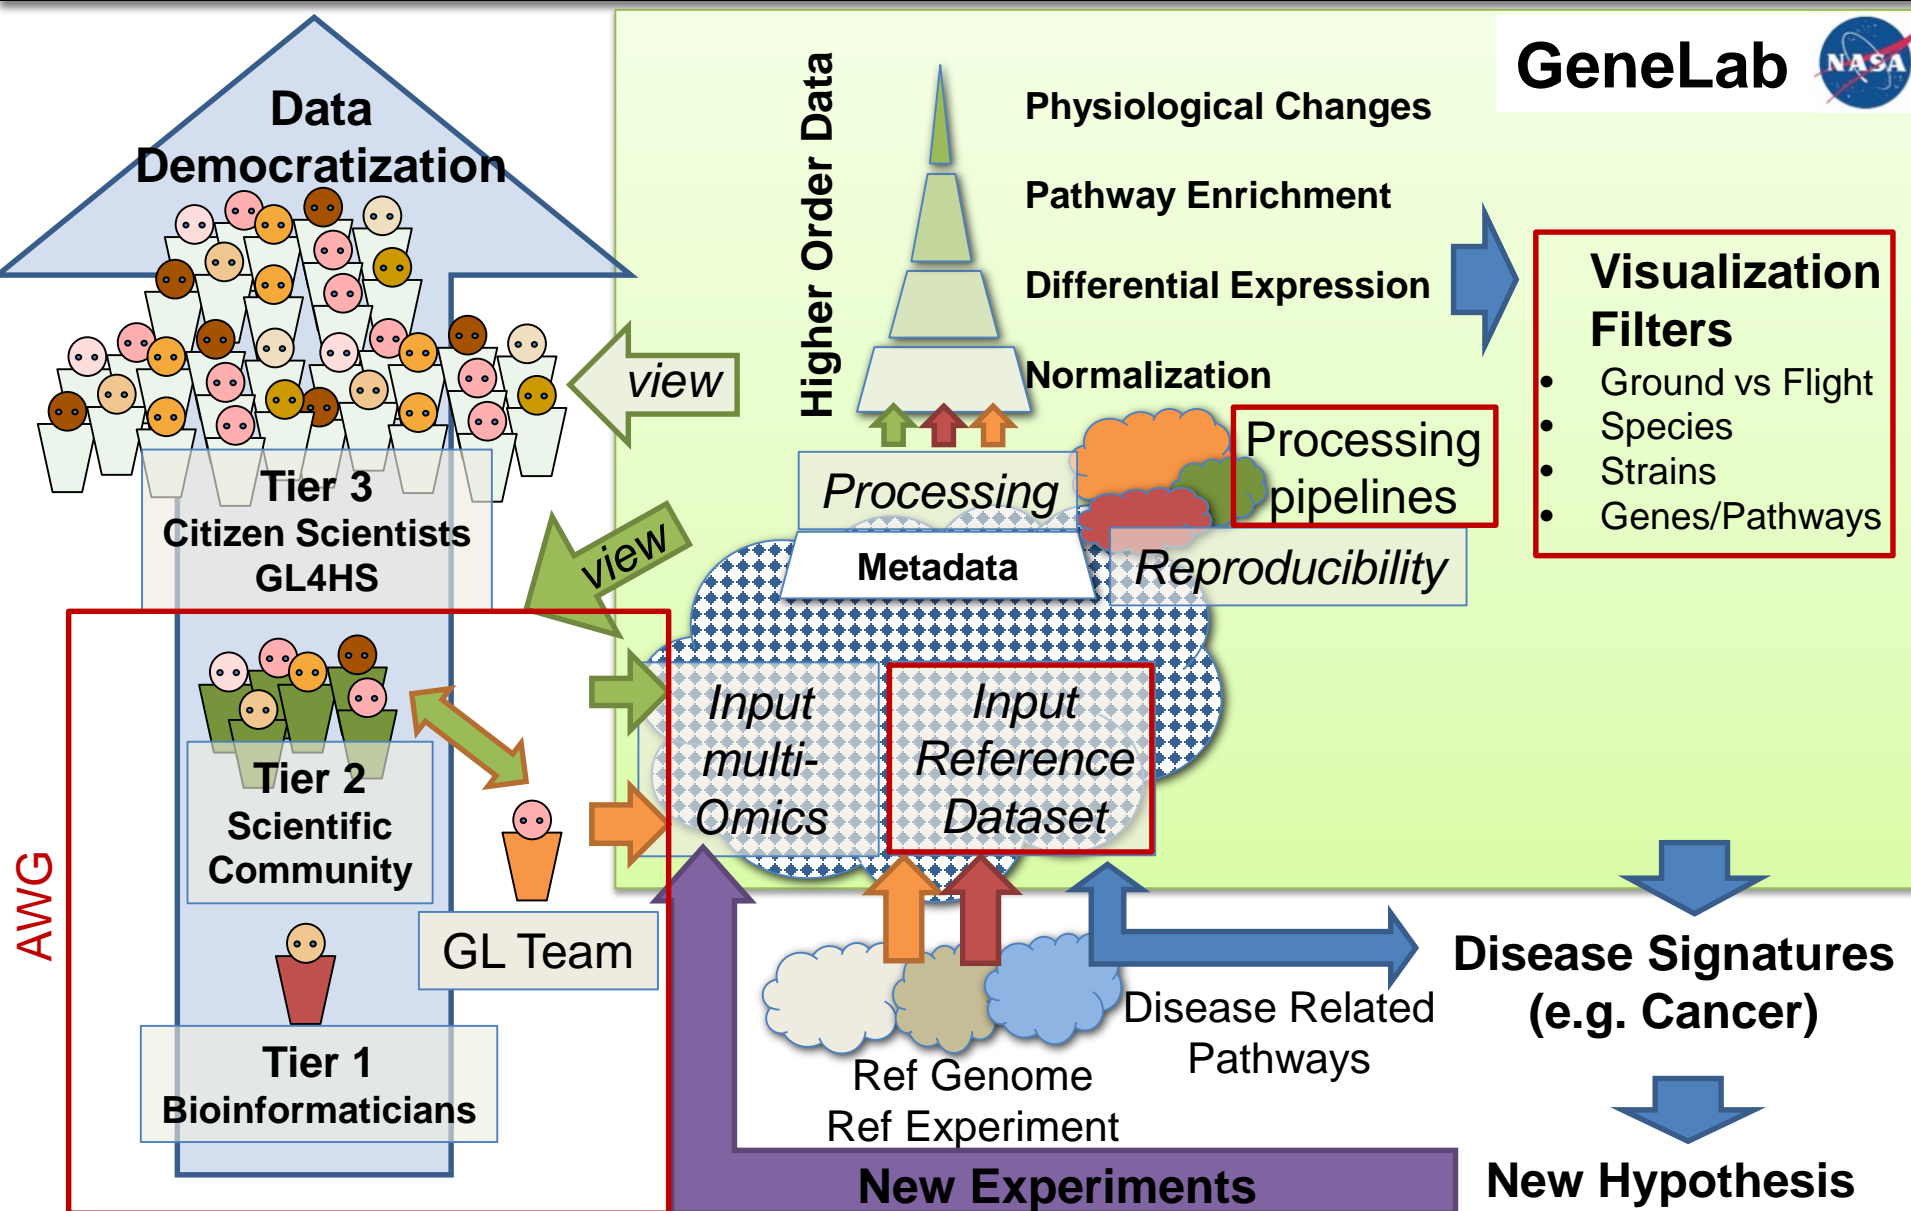 GeneLab
NASA
Data
Democratization
Higher Order Data
Physiological Changes
Pathway Enrichment
Differential Expression
Normalization
Visualization
Filters
• Ground vs Flight
• Species
• Strains
• Genes/Pathways
view
view
Processing
Processing
pipelines
Metadata
Reproducibility
Tier 3
Citizen Scientists
GL4HS
Input
multi-
Omics
Input
Reference
Dataset
Tier 2
Scientific
Community
AWG
GL Team
Tier 1
Bioinformaticians
Disease Related
Pathways
Ref Genome
Ref Experiment
Disease Signatures
(e.g. Cancer)
New Experiments
New Hypothesis